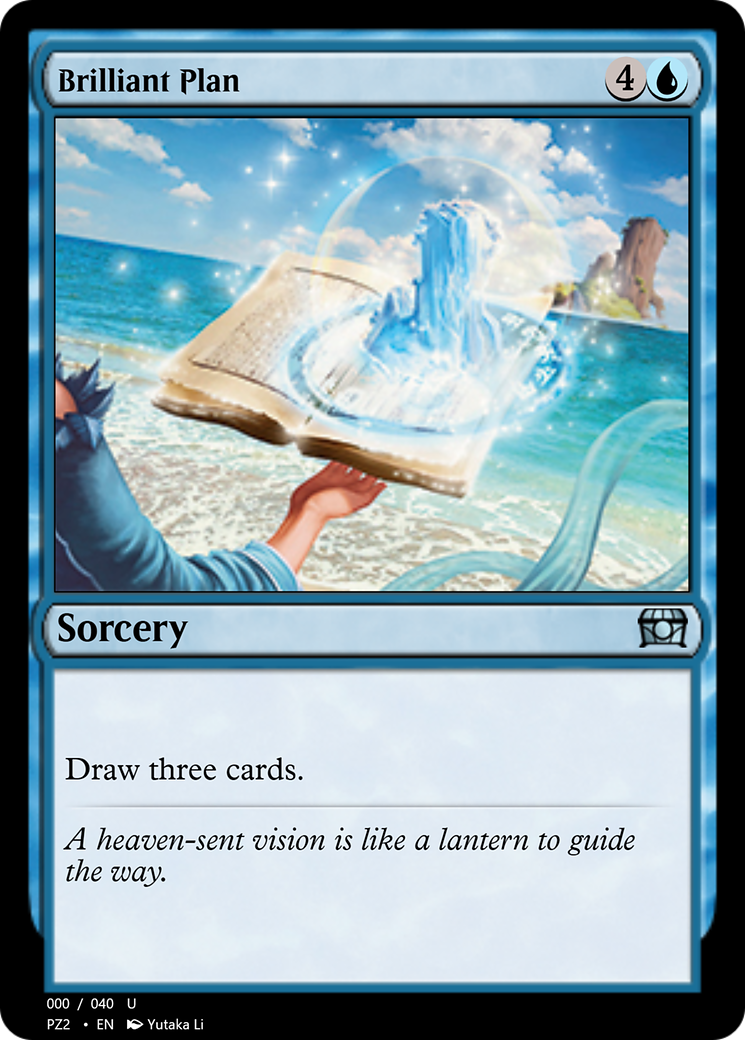 Brilliant Plan 4
Sorcery
Draw three cards.
A heaven-sent vision is like a lantern to guide
the way.
000 / 040 U
PZ2 • EN Yutaka Li